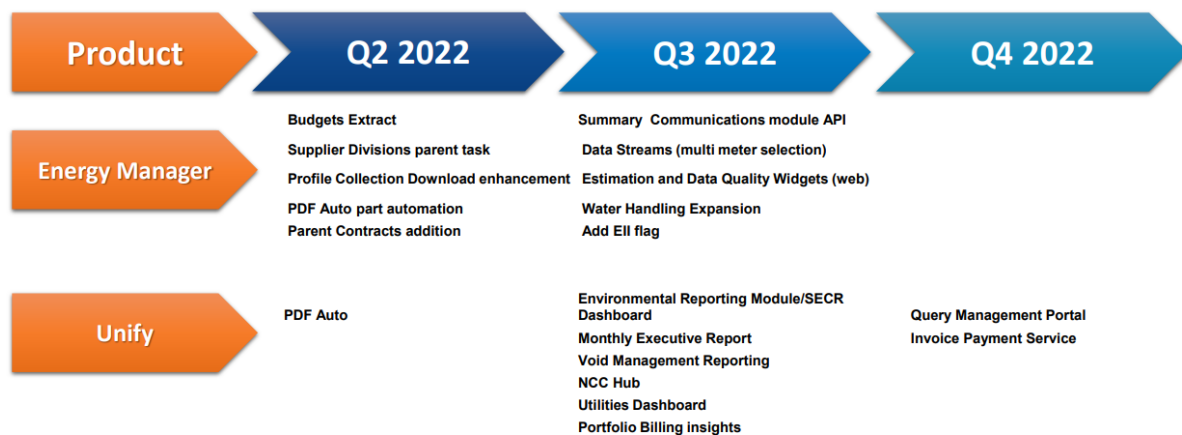 Product
Q2 2022
Q3 2022
Q4 2022
Energy Manager
Budgets Extract
Supplier Divisions parent task
Profile Collection Download enhancement
PDF Auto part automation
Parent Contracts addition
Summary Communications module API
Data Streams (multi meter selection)
Estimation and Data Quality Widgets (web)
Water Handling Expansion
Add EII flag
Unify
PDF Auto
Environmental Reporting Module/SECR
Dashboard
Monthly Executive Report
Void Management Reporting
NCC Hub
Utilities Dashboard
Portfolio Billing insights
Query Management Portal
Invoice Payment Service